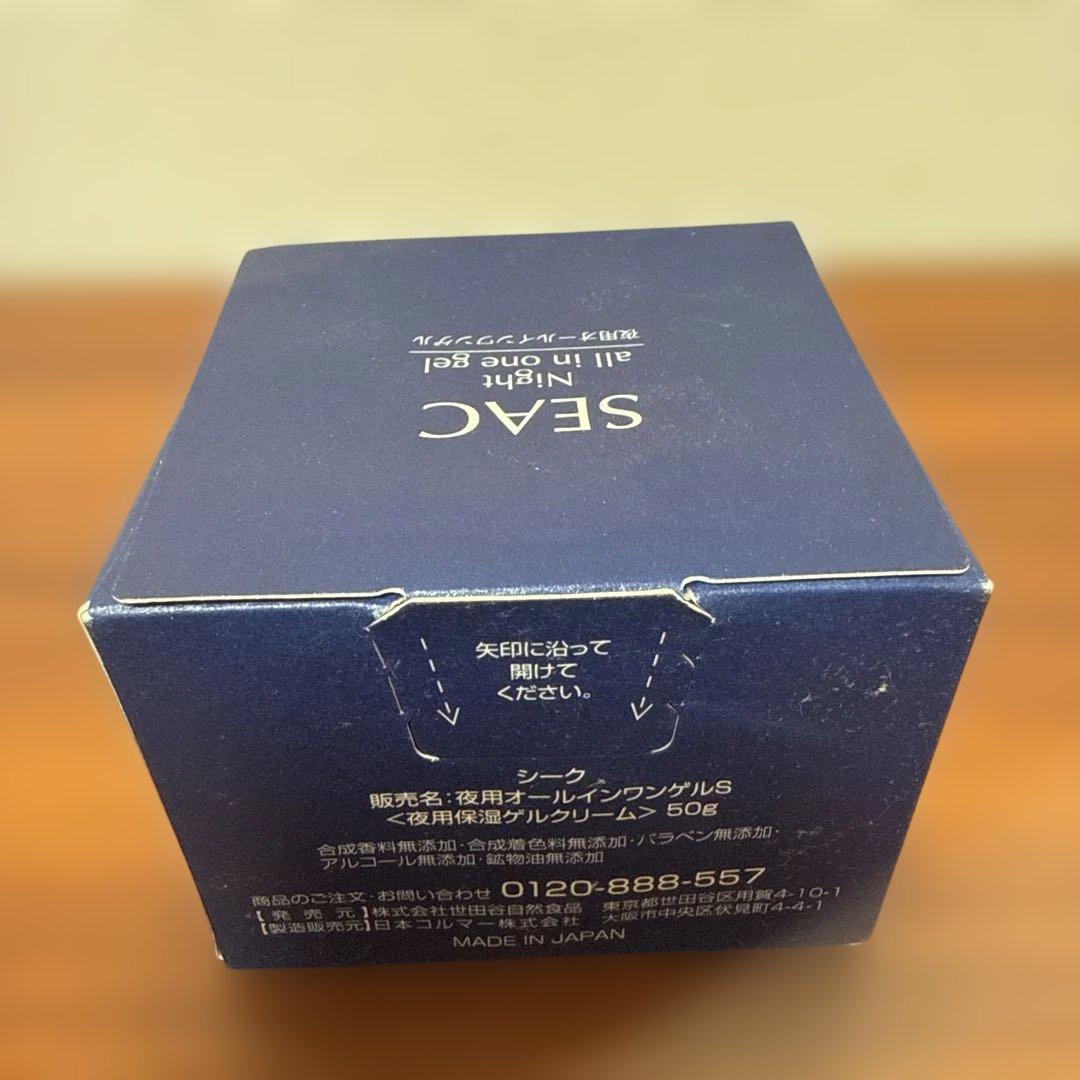 SEAC
Night
all in one gel
夜用オールインワンゲル
矢印に沿って
開けて
ください。
シーク
販売名：夜用オールインワンゲルS
＜夜用保湿ゲルクリーム＞ 50g
合成香料無添加・合成着色料無添加・パラベン無添加・
アルコール無添加・鉱物油無添加
商品のご注文・お問い合わせ 0120-888-557
【発売元】株式会社世田谷自然食品 東京都世田谷区用賀4-10-1
【製造販売元】日本コルマー株式会社 大阪市中央区伏見町4-4-1
MADE IN JAPAN